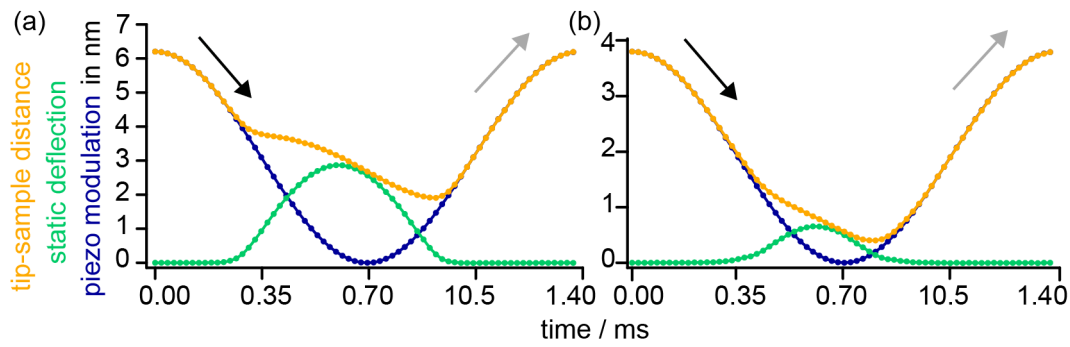 (a)
(b)
tip-sample distance
static deflection
piezo modulation in nm
7
6
5
4
3
2
1
0
0.00 0.35 0.70 10.5 1.40
4
3
2
1
0
0.00 0.35 0.70 10.5 1.40
time / ms